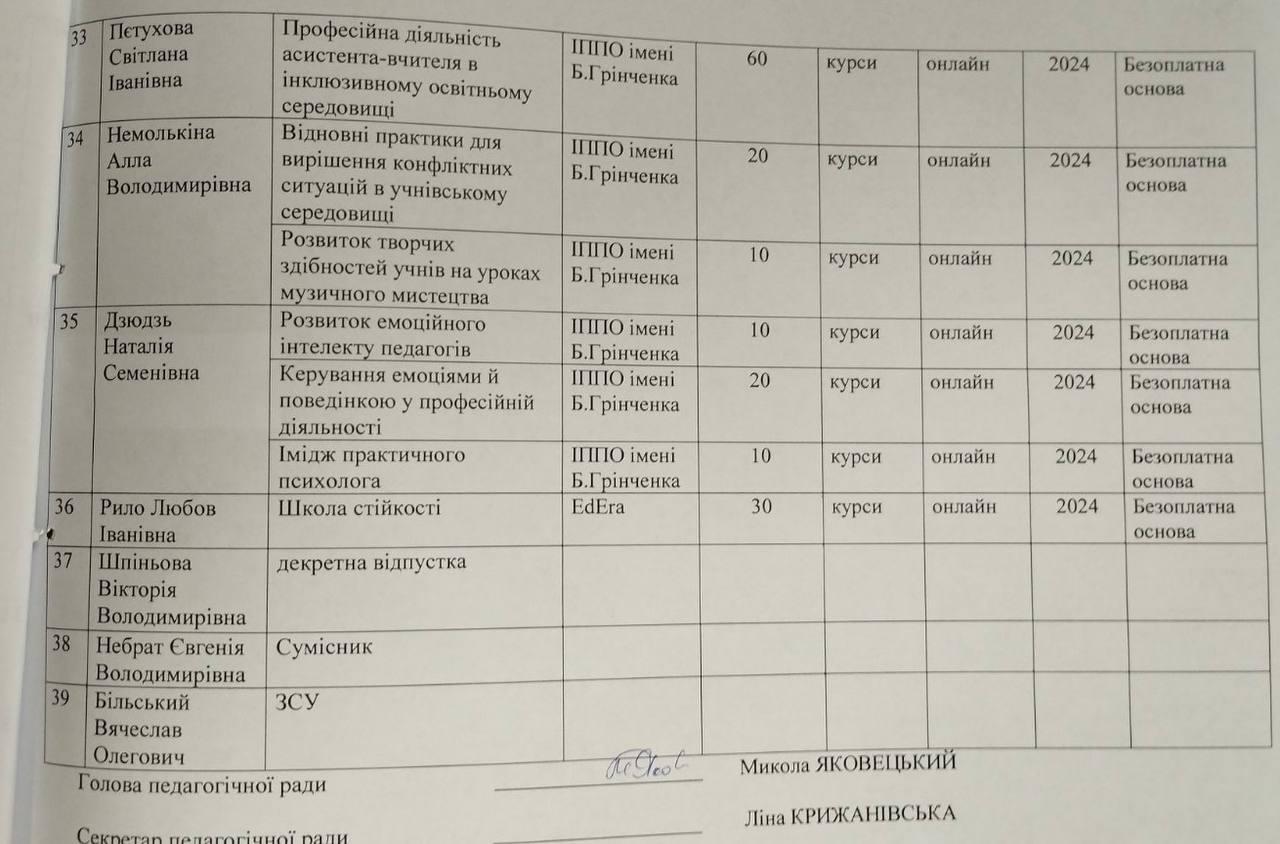 33 Пєтухова Світлана Іванівна Професійна діяльність асистента-вчителя в інклюзивному освітньому середовищі ІППО імені Б.Грінченка 60 курси онлайн 2024 Безоплатна основа
34 Немолькіна Алла Володимирівна Відновні практики для вирішення конфліктних ситуацій в учнівському середовищі ІППО імені Б.Грінченка 20 курси онлайн 2024 Безоплатна основа
Розвиток творчих здібностей учнів на уроках музичного мистецтва ІППО імені Б.Грінченка 10 курси онлайн 2024 Безоплатна основа
35 Дзюдзь Наталія Семенівна Розвиток емоційного інтелекту педагогів ІППО імені Б.Грінченка 10 курси онлайн 2024 Безоплатна основа
Керування емоціями й поведінкою у професійній діяльності ІППО імені Б.Грінченка 20 курси онлайн 2024 Безоплатна основа
Імідж практичного психолога ІППО імені Б.Грінченка 10 курси онлайн 2024 Безоплатна основа
36 Рило Любов Іванівна Школа стійкості EdEra 30 курси онлайн 2024 Безоплатна основа
37 Шпіньова Вікторія Володимирівна декретна відпустка
38 Небрат Євгенія Володимирівна Сумісник
39 Більський Вячеслав Олегович ЗСУ
Голова педагогічної ради Микола ЯКОВЕЦЬКИЙ
Секретар педагогічної ради Ліна КРИЖАНІВСЬКА